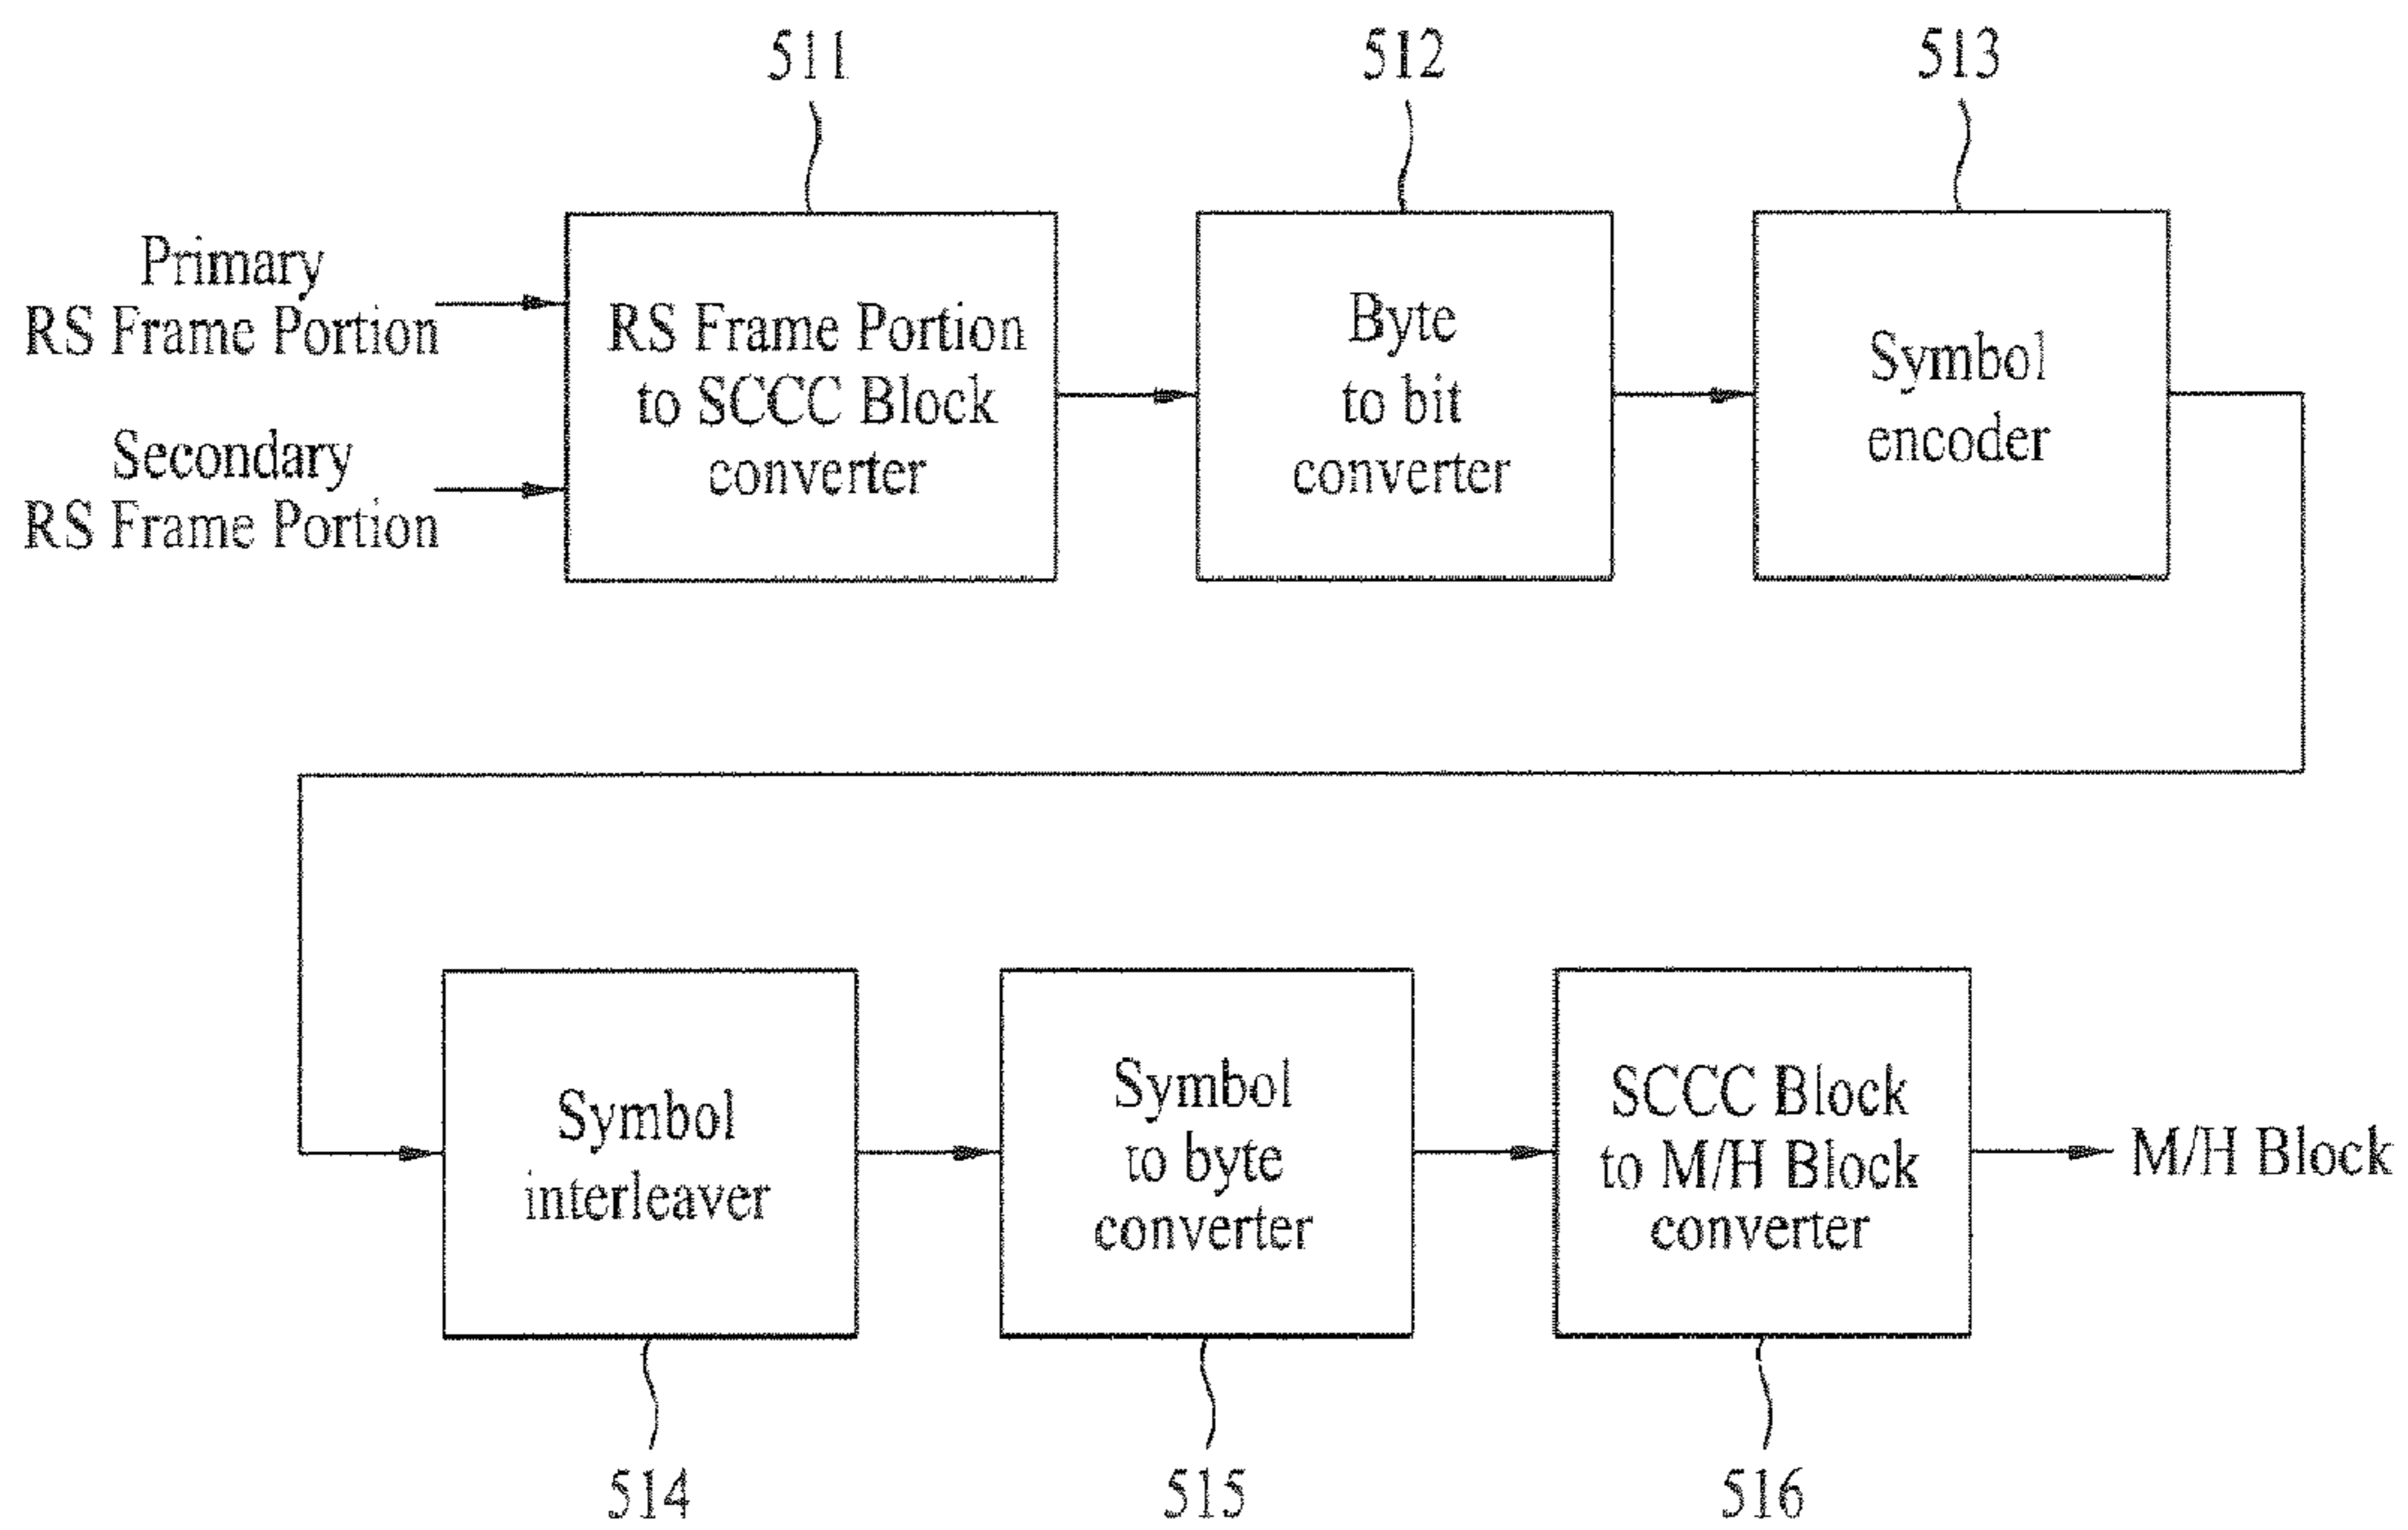 511
512
513
Primary
RS Frame Portion
Secondary
RS Frame Portion
RS Frame Portion
to SCCC Block
converter
Byte
to bit
converter
Symbol
encoder
Symbol
interleaver
Symbol
to byte
converter
SCCC Block
to M/H Block
converter
M/H Block
514
515
516